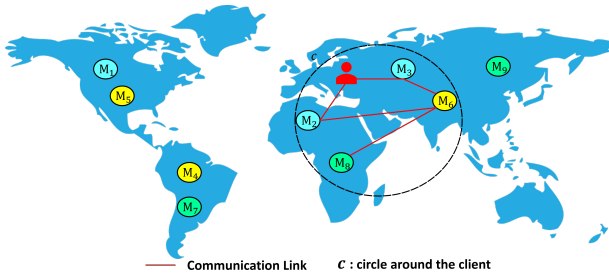 c
M1
M3
M9
M5
M6
M2
M8
M4
M7
Communication Link
c : circle around the client